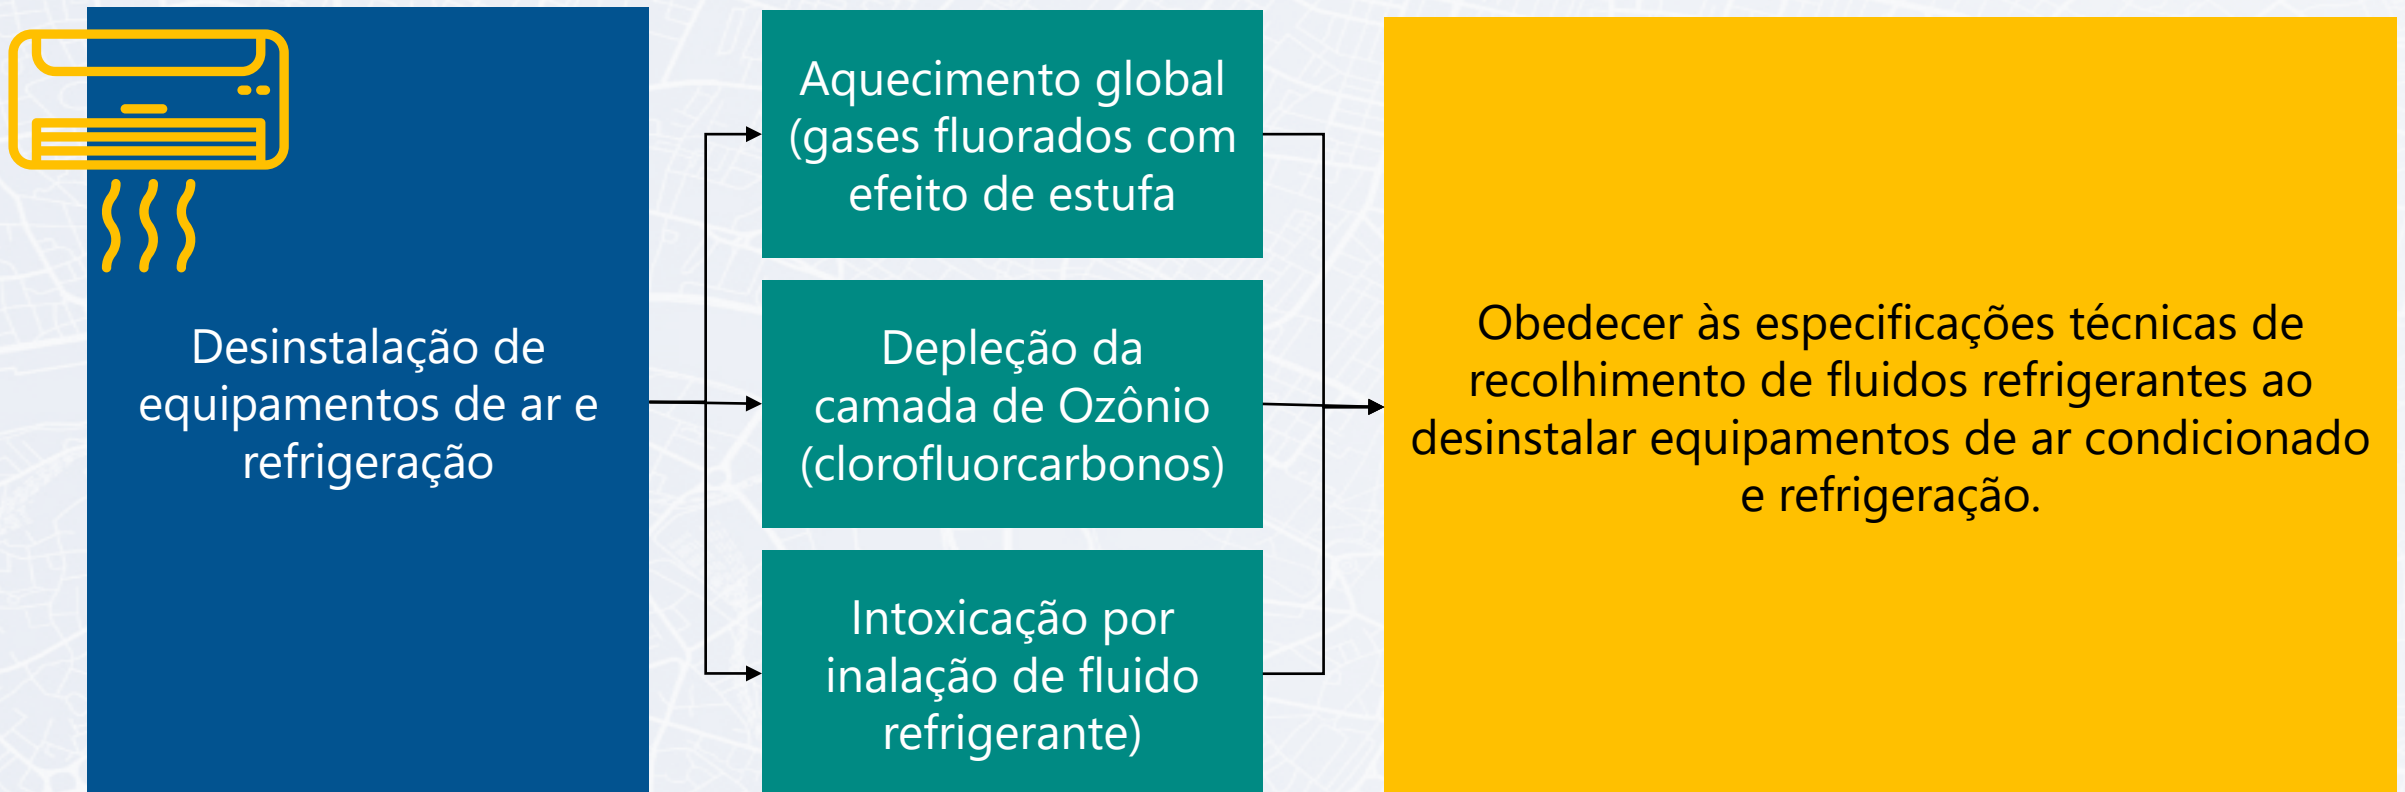 Desinstalação de
equipamentos de ar e
refrigeração
Aquecimento global
(gases fluorados com
efeito de estufa
Depleção da
camada de Ozônio
(clorofluorcarbonos)
Intoxicação por
inalação de fluido
refrigerante)
Obedecer às especificações técnicas de
recolhimento de fluidos refrigerantes ao
desinstalar equipamentos de ar condicionado
e refrigeração.